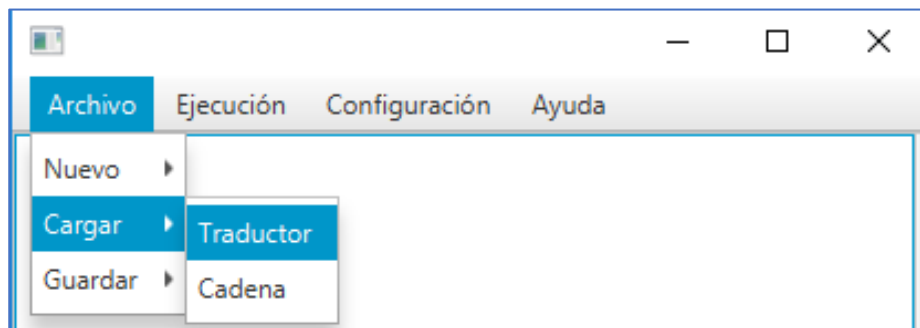 Archivo Ejecución Configuración Ayuda
Nuevo
Cargar Traductor
Guardar Cadena